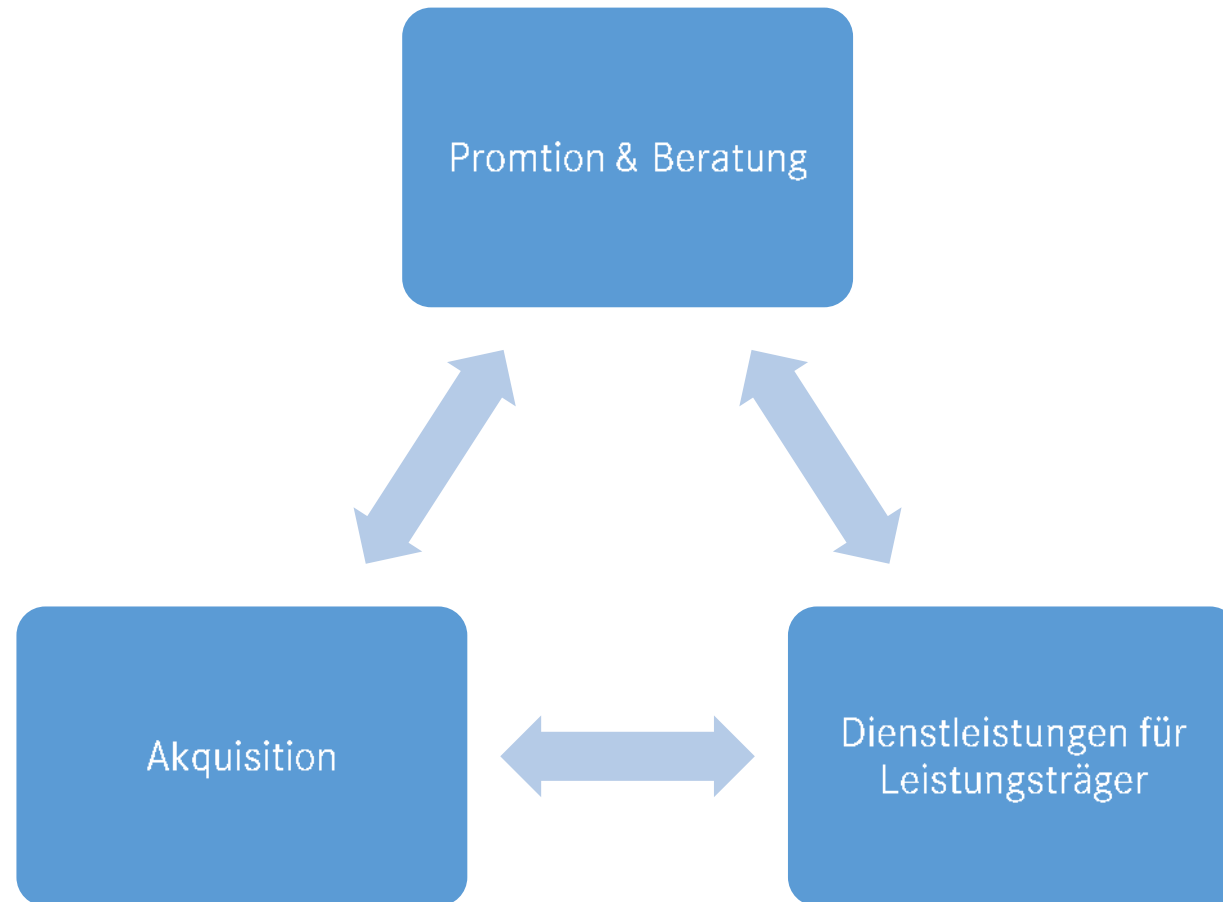 Promtion & Beratung
Akquisition
Dienstleistungen für
Leistungsträger